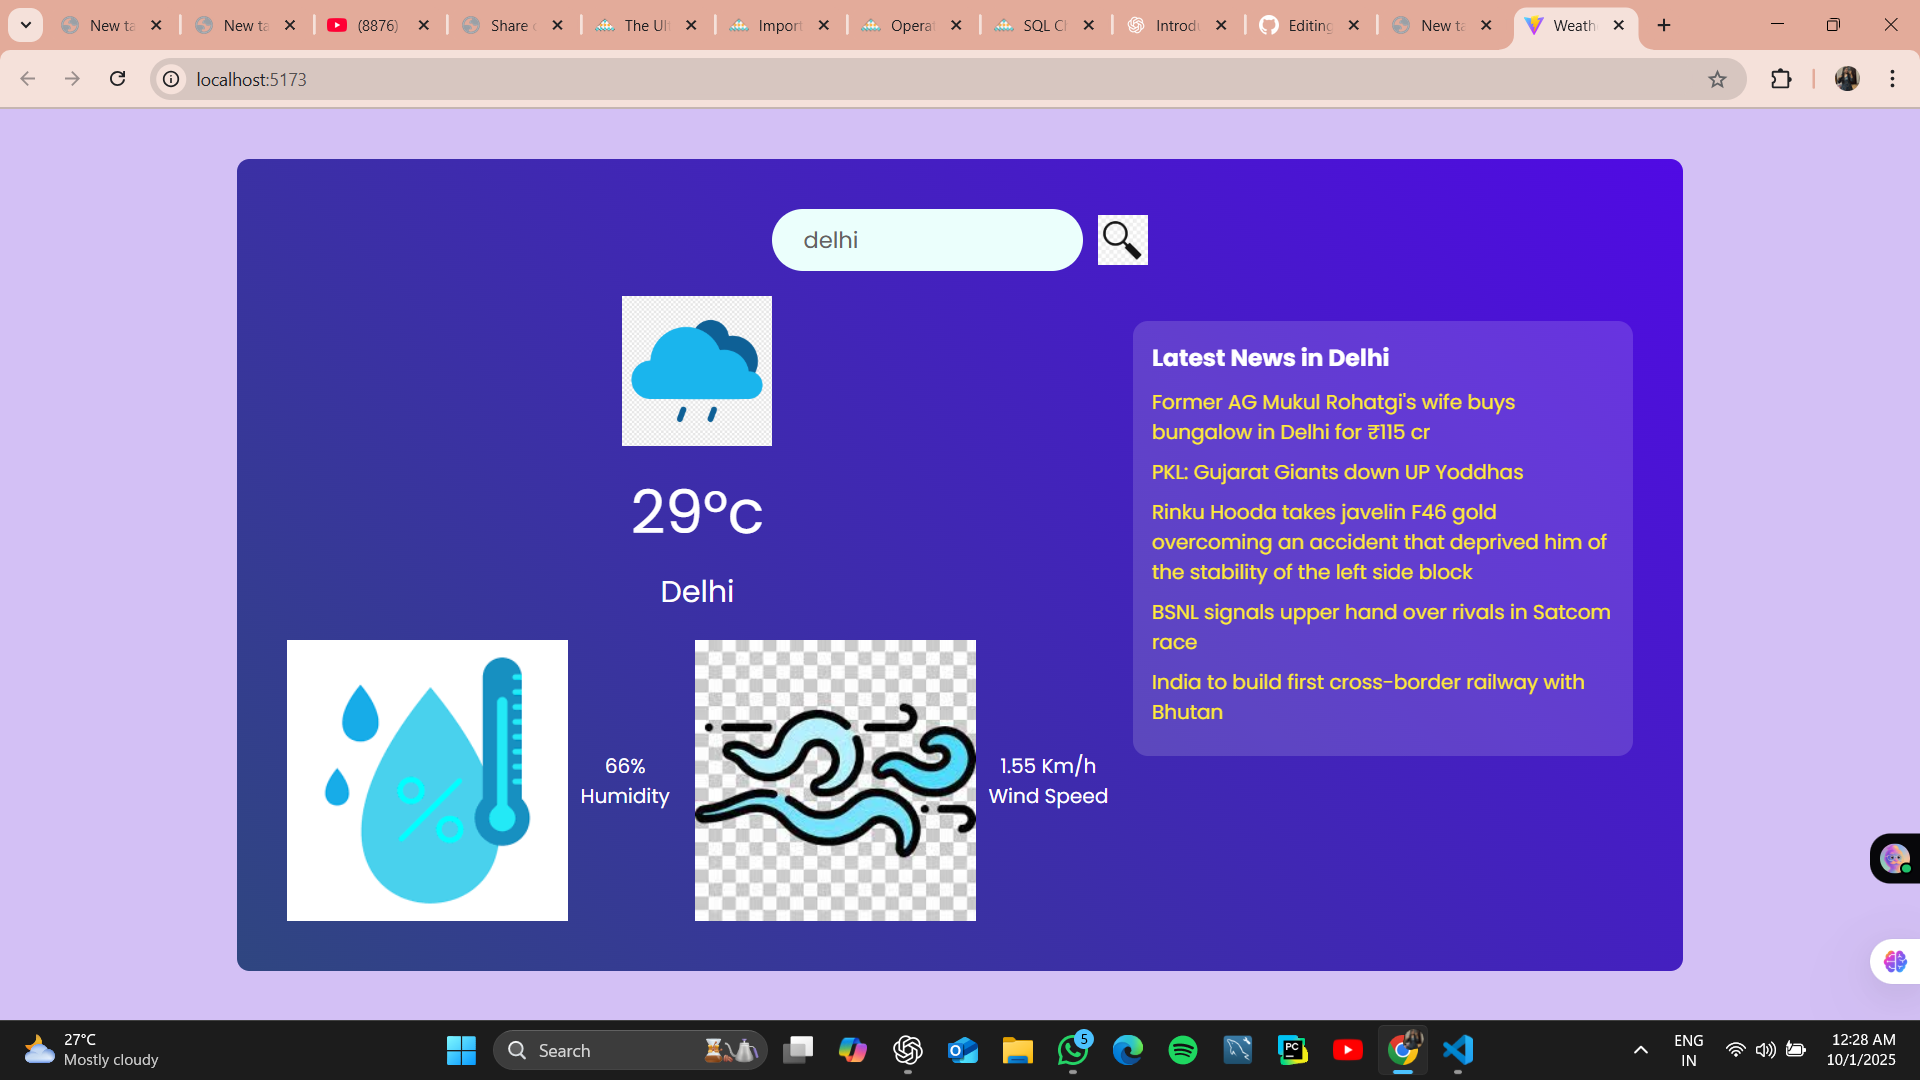 New ta
New ta
(8876)
Share
The Ul
Import
Operat
SQL C
Introdu
Editing
New ta
Weath
localhost:5173
delhi
29°c
Delhi
66%
Humidity
1.55 Km/h
Wind Speed
Latest News in Delhi
Former AG Mukul Rohatgi's wife buys
bungalow in Delhi for ₹115 cr
PKL: Gujarat Giants down UP Yoddhas
Rinku Hooda takes javelin F46 gold
overcoming an accident that deprived him of
the stability of the left side block
BSNL signals upper hand over rivals in Satcom
race
India to build first cross-border railway with
Bhutan
27°C
Mostly cloudy
Search
5
PC
ENG
IN
12:28 AM
10/1/2025